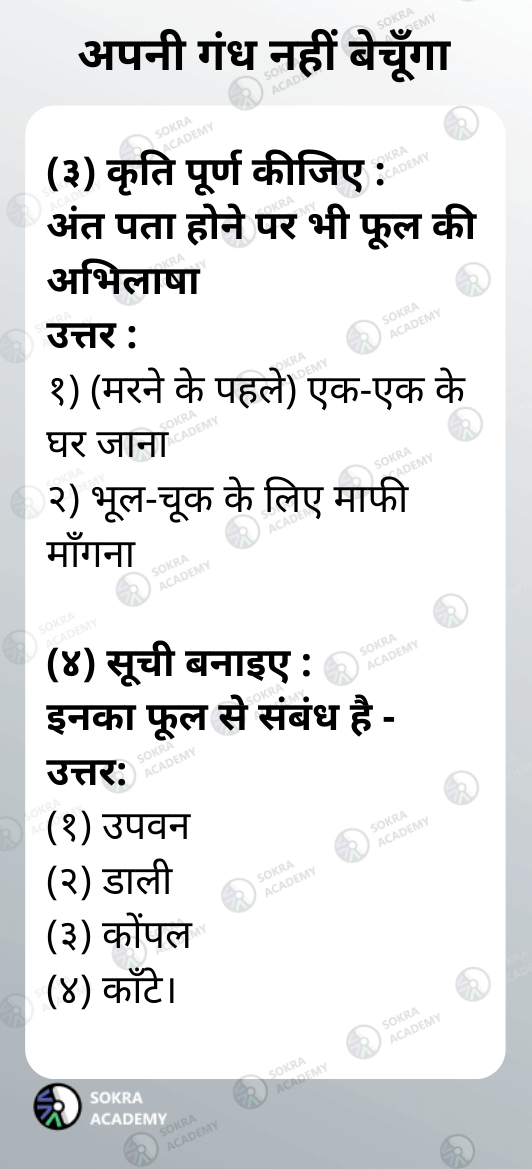 अपनी गंध नहीं बेचूँगा
(३) कृति पूर्ण कीजिए :
अंत पता होने पर भी फूल की
अभिलाषा
उत्तर :
१) (मरने के पहले) एक-एक के
घर जाना
२) भूल-चूक के लिए माफी
माँगना
(४) सूची बनाइए :
इनका फूल से संबंध है -
उत्तर:
(१) उपवन
(२) डाली
(३) कोंपल
(४) काँटे।
SOKRA
ACADEMY